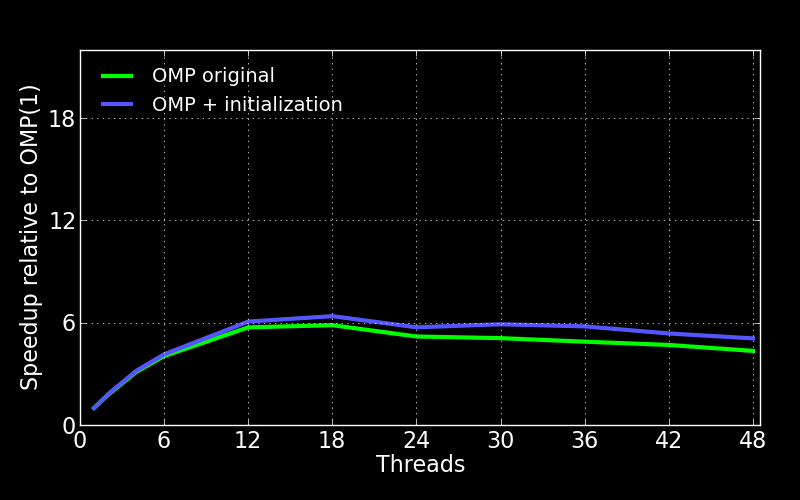 OMP original
OMP + initialization
Speedup relative to OMP(1)
18
12
6
0
0 6 12 18 24 30 36 42 48
Threads